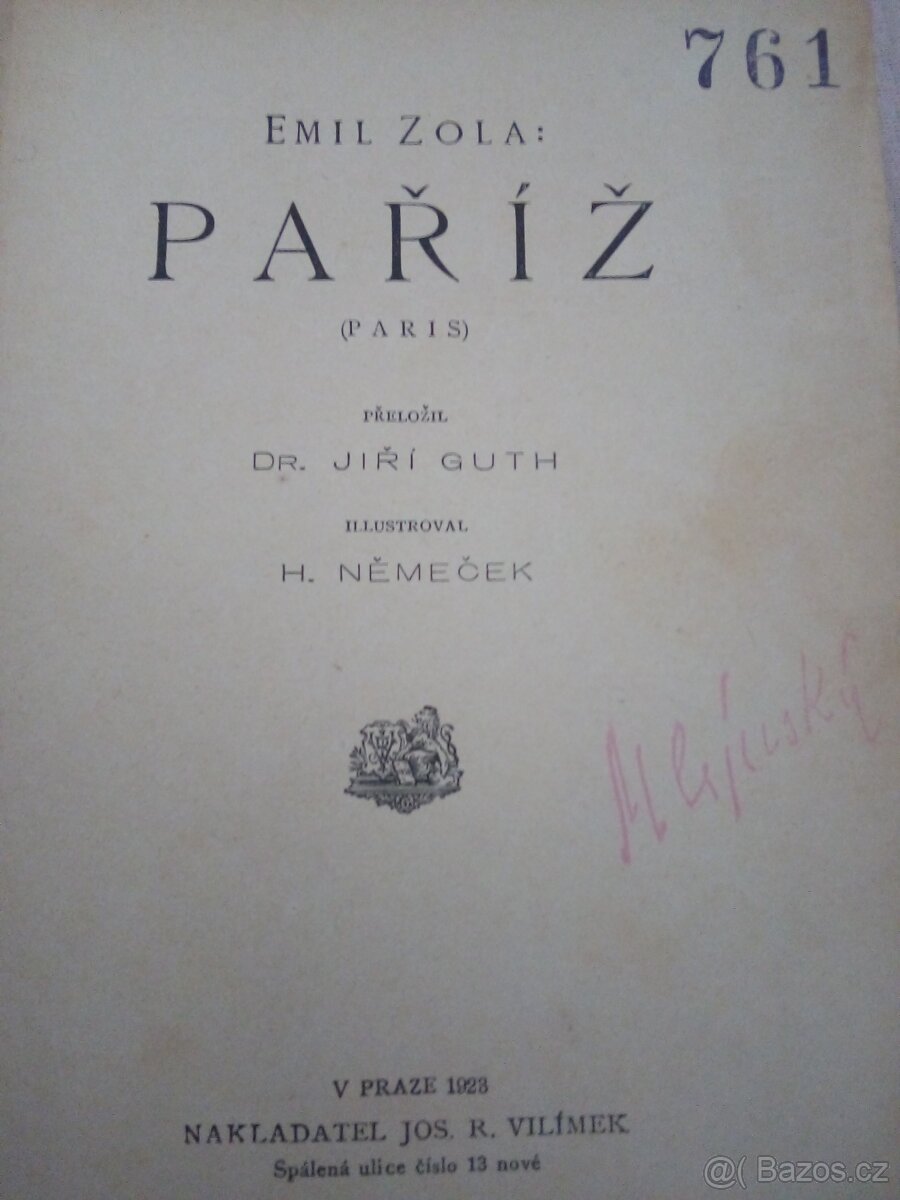 761
EMIL ZOLA:
PAŘÍŽ
(PARIS)
PŘELOŽIL
DR. JIŘÍ GUTH
ILLUSTROVAL
H. NĚMEČEK
V PRAZE 1923
NAKLADATEL JOS. R. VILÍMEK
Spálená ulice číslo 13 nové
@( Bazos.cz